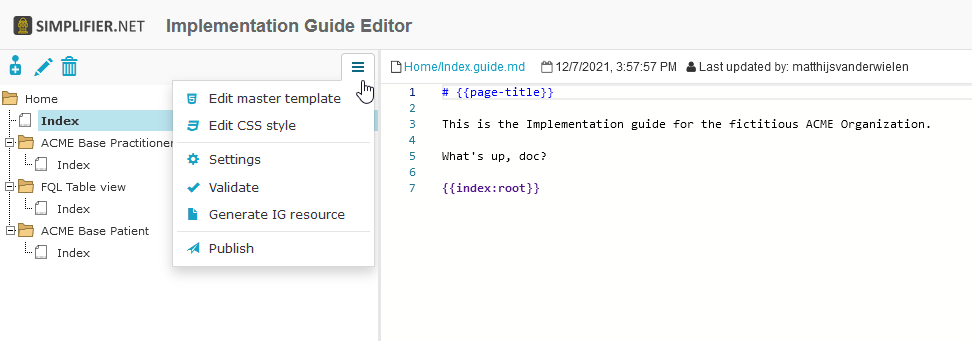 SIMPLIFIER.NET Implementation Guide Editor
Home/Index.guide.md 12/7/2021, 3:57:57 PM Last updated by: matthijsvanderwielen
Home
Index
ACME Base Practitioner
Index
FQL Table view
Index
ACME Base Patient
Index
Edit master template
Edit CSS style
Settings
Validate
Generate IG resource
Publish
1 # {{page-title}}
2
3 This is the Implementation guide for the fictitious ACME Organization.
4
5 What's up, doc?
6
7 {{index:root}}